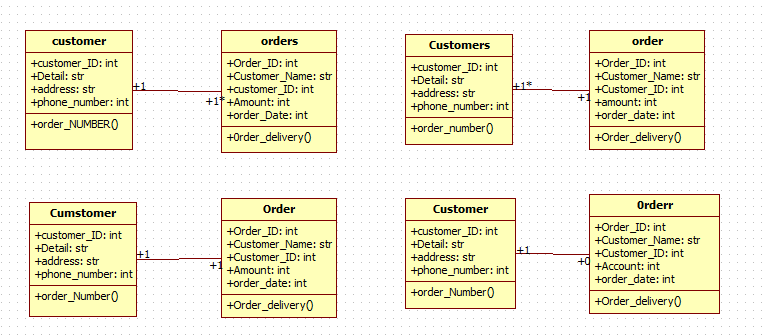 customer
+customer_ID: int
+Detail: str
+address: str
+phone_number: int
+order_NUMBER()
+1
+1*
orders
+Order_ID: int
+Customer_Name: str
+customer_ID: int
+Amount: int
+order_Date: int
+0rder_delivery()
Customers
+customer_ID: int
+Detail: str
+address: str
+phone_number: int
+order_number()
+1*
+1
order
+Order_ID: int
+Customer_Name: str
+Customer_ID: int
+amount: int
+order_date: int
+Order_delivery()
Cumstomer
+customer_ID: int
+Detail: str
+address: str
+phone_number: int
+order_Number()
+1
+1
Order
+Order_ID: int
+Customer_Name: str
+Customer_ID: int
+Amount: int
+order_date: int
+Order_delivery()
Customer
+customer_ID: int
+Detail: str
+address: str
+phone_number: int
+order_Number()
+1
+0
0rderr
+Order_ID: int
+Customer_Name: str
+Customer_ID: int
+Account: int
+order_date: int
+Order_delivery()